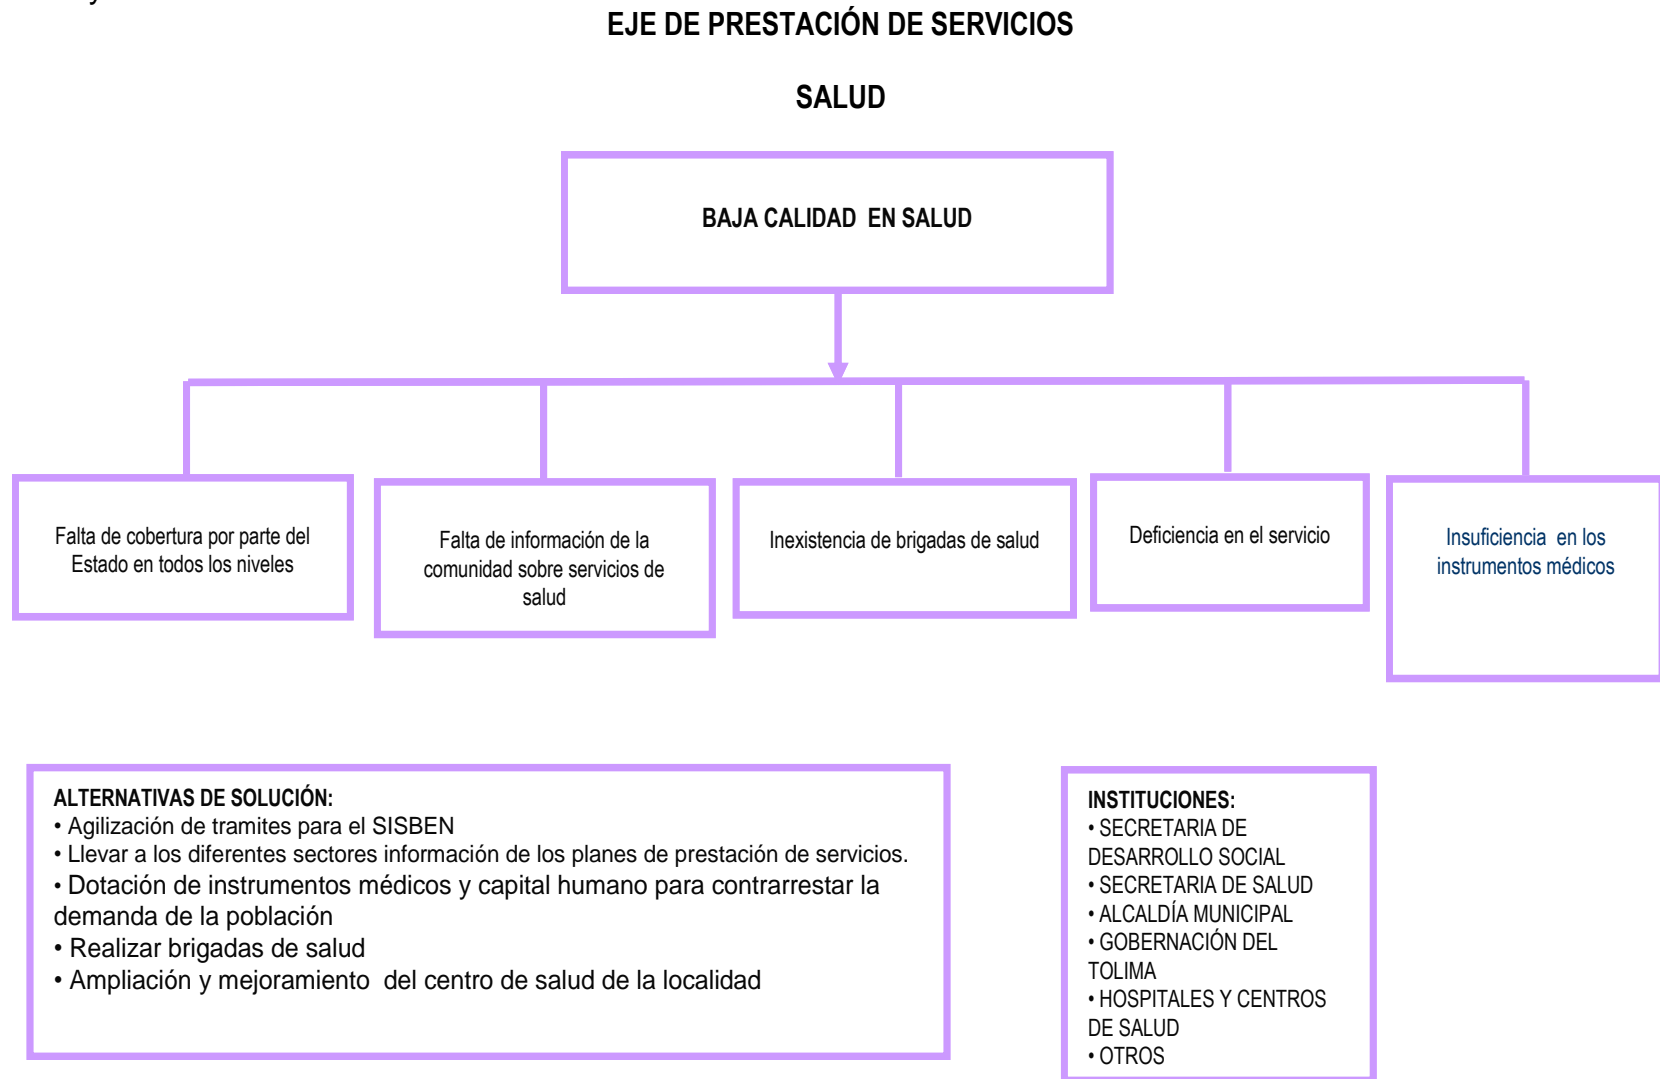 EJE DE PRESTACIÓN DE SERVICIOS
SALUD
BAJA CALIDAD  EN SALUD
Falta de cobertura por parte del
Estado en todos los niveles
Falta de información de la
comunidad sobre servicios de
salud
Inexistencia de brigadas de salud
Deficiencia en el servicio
Insuficiencia  en los
instrumentos médicos
ALTERNATIVAS DE SOLUCIÓN:
• Agilización de tramites para el SISBEN
• Llevar a los diferentes sectores información de los planes de prestación de servicios.
• Dotación de instrumentos médicos y capital humano para contrarrestar la
demanda de la población
• Realizar brigadas de salud
• Ampliación y mejoramiento  del centro de salud de la localidad
INSTITUCIONES:
• SECRETARIA DE
DESARROLLO SOCIAL
• SECRETARIA DE SALUD
• ALCALDÍA MUNICIPAL
• GOBERNACIÓN DEL
TOLIMA
• HOSPITALES Y CENTROS
DE SALUD
• OTROS